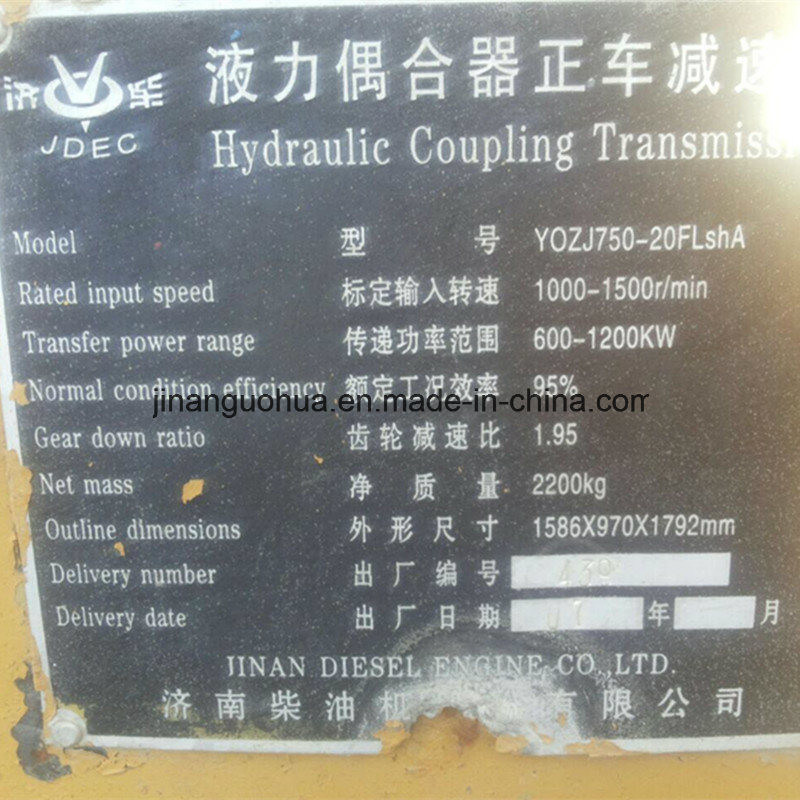 济柴 液力偶合器正车减速
JDEC Hydraulic Coupling Transmiss
Model 型号 YOZJ750-20FLshA
Rated input speed 标定输入转速 1000-1500r/min
Transfer power range 传递功率范围 600-1200KW
Normal condition efficiency 额定工况效率 95%
jinanguohua.en.made-in-china.com
Gear down ratio 齿轮减速比 1.95
Net mass 净质量 2200kg
Outline dimensions 外形尺寸 1586X970X1792mm
Delivery number 出厂编号 439
Delivery date 出厂日期 07 年 月
JINAN DIESEL ENGINE CO.,LTD.
济南柴油机 有限公司